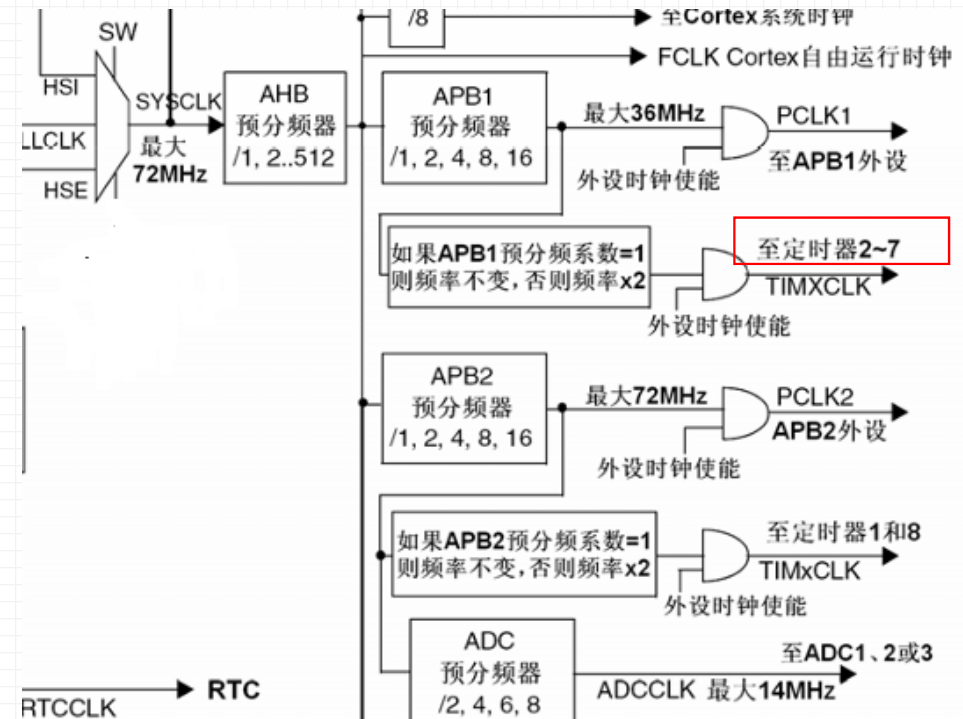 /8
至Cortex系统时钟
FCLK Cortex自由运行时钟
SW
HSI
SYSCLK
LLCLK
最大
72MHz
HSE
AHB
预分频器
/1, 2..512
APB1
预分频器
/1, 2, 4, 8, 16
最大36MHz
PCLK1
至APB1外设
外设时钟使能
如果APB1预分频系数=1
则频率不变，否则频率x2
至定时器2~7
TIMXCLK
外设时钟使能
APB2
预分频器
/1, 2, 4, 8, 16
最大72MHz
PCLK2
APB2外设
外设时钟使能
如果APB2预分频系数=1
则频率不变，否则频率x2
至定时器1和8
TIMxCLK
外设时钟使能
ADC
预分频器
/2, 4, 6, 8
至ADC1、2或3
ADCCLK 最大14MHz
RTC
RTCCLK